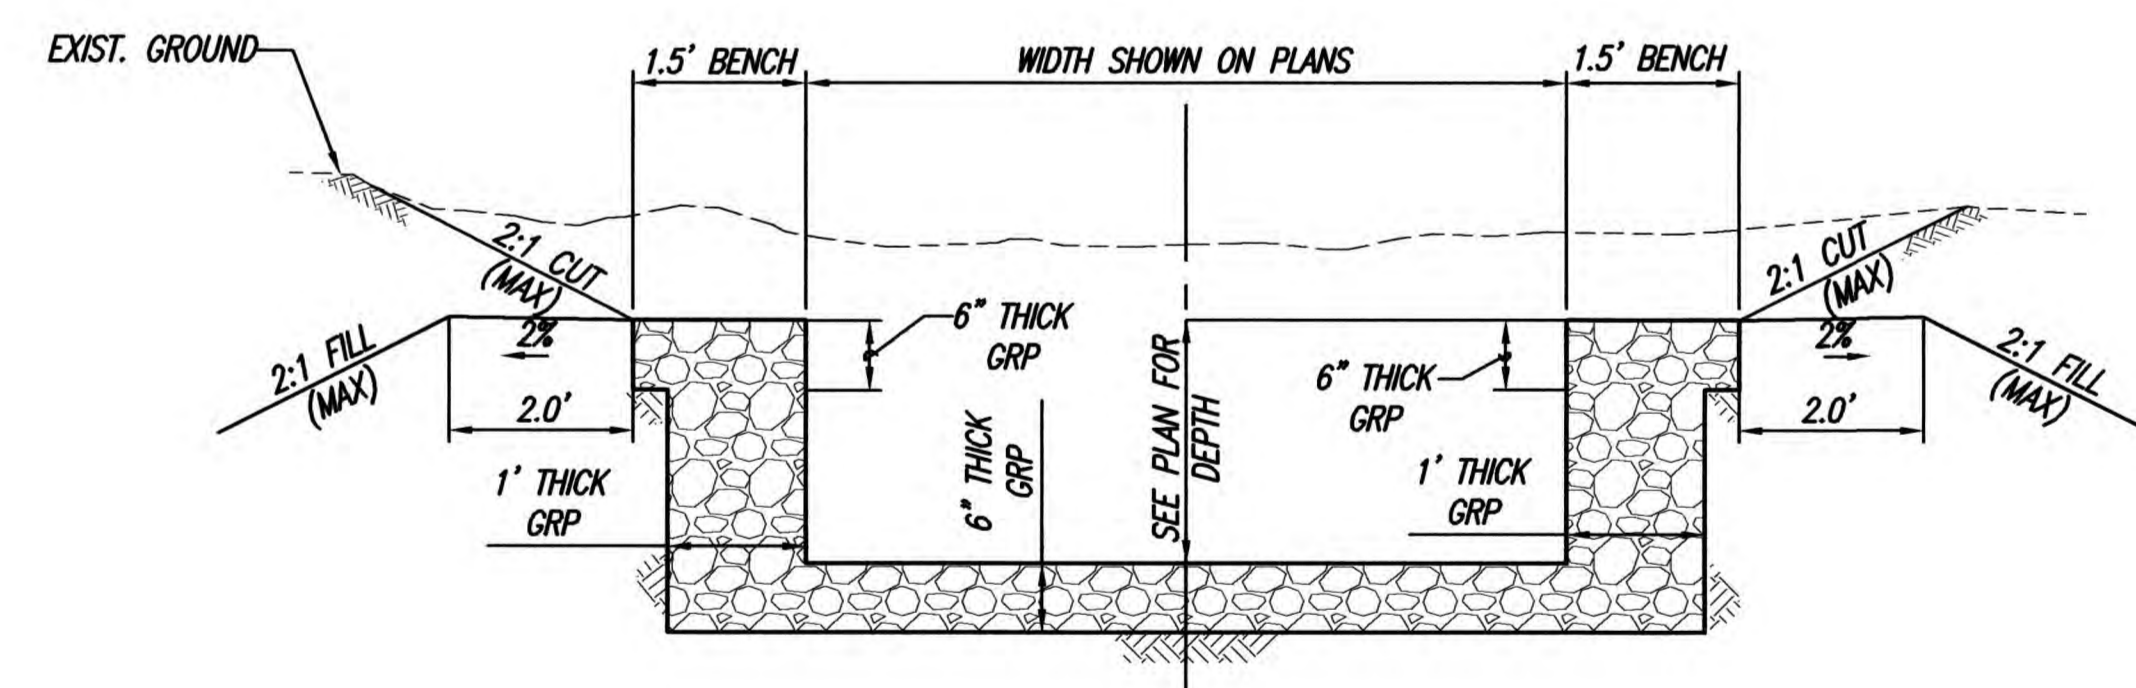 EXIST. GROUND
1.5' BENCH
WIDTH SHOWN ON PLANS
1.5' BENCH
2:1 CUT
(MAX)
2:1 CUT
(MAX)
2:1 FILL
(MAX)
2%
2.0'
6" THICK
GRP
6" THICK
GRP
SEE PLAN FOR
DEPTH
6" THICK
GRP
2%
2.0'
2:1 FILL
(MAX)
1' THICK
GRP
1' THICK
GRP